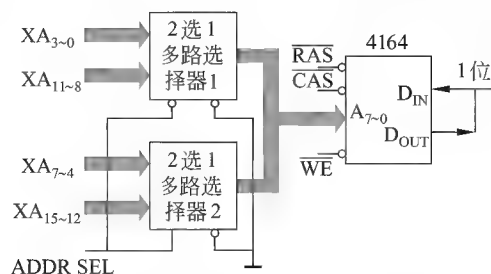 XA3~0
XA11~8
2选1
多路选
择器1
XA7~4
XA15~12
2选1
多路选
择器2
ADDR SEL
4164
RAS
CAS
A7~0
WE
DIN
DOUT
1位